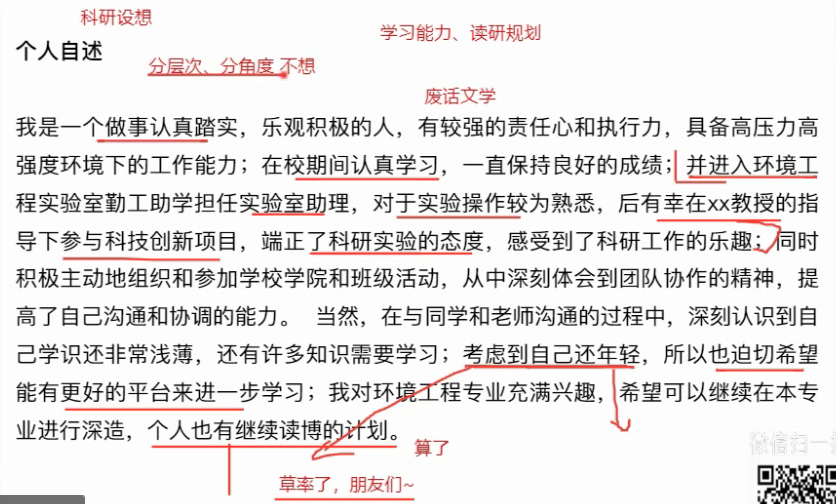 科研设想
学习能力、读研规划
个人自述
分层次、分角度 不想
废话文学
我是一个做事认真踏实，乐观积极的人，有较强的责任心和执行力，具备高压力高
强度环境下的工作能力；在校期间认真学习，一直保持良好的成绩；并进入环境工
程实验室勤工助学担任实验室助理，对于实验操作较为熟悉，后有幸在xx教授的指
导下参与科技创新项目，端正了科研实验的态度，感受到了科研工作的乐趣；同时
积极主动地组织和参加学校学院和班级活动，从中深刻体会到团队协作的精神，提
高了自己沟通和协调的能力。 当然，在与同学和老师沟通的过程中，深刻认识到自
己学识还非常浅薄，还有许多知识需要学习；考虑到自己还年轻，所以也迫切希望
能有更好的平台来进一步学习；我对环境工程专业充满兴趣，希望可以继续在本专
业进行深造，个人也有继续读博的计划。
算了
微信扫一
草率了，朋友们~